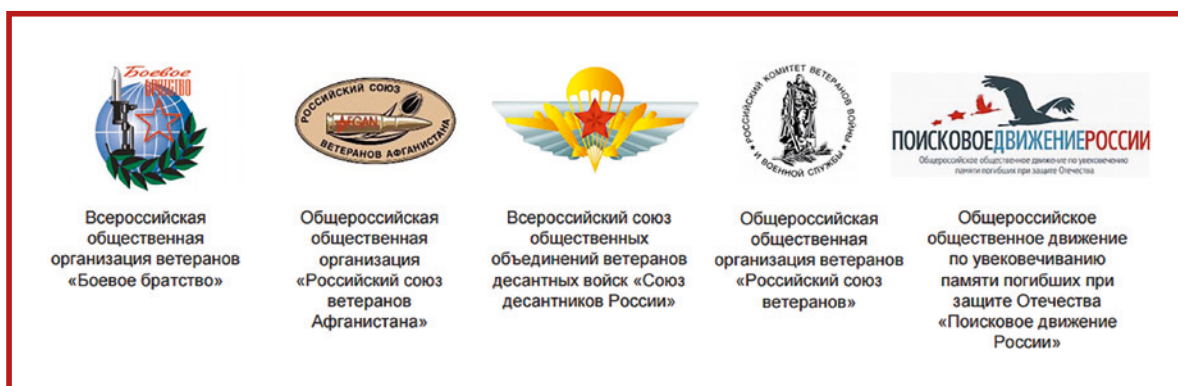 Боевое
БРАТСТВО
РОССИЙСКИЙ СОЮЗ
AFGAN
ВЕТЕРАНОВ АФГАНИСТАНА
РОССИЙСКИЙ КОМИТЕТ ВЕТЕРАНОВ ВОЙНЫ
И ВОЕННОЙ СЛУЖБЫ
ПОИСКОВОЕДВИЖЕНИЕРОССИИ
Общероссийское общественное движение по увековечению
памяти погибших при защите Отечества
Всероссийская
общественная
организация ветеранов
«Боевое братство»
Общероссийская
общественная
организация
«Российский союз
ветеранов
Афганистана»
Всероссийский союз
общественных
объединений ветеранов
десантных войск «Союз
десантников России»
Общероссийская
общественная
организация ветеранов
«Российский союз
ветеранов»
Общероссийское
общественное движение
по увековечиванию
памяти погибших при
защите Отечества
«Поисковое движение
России»